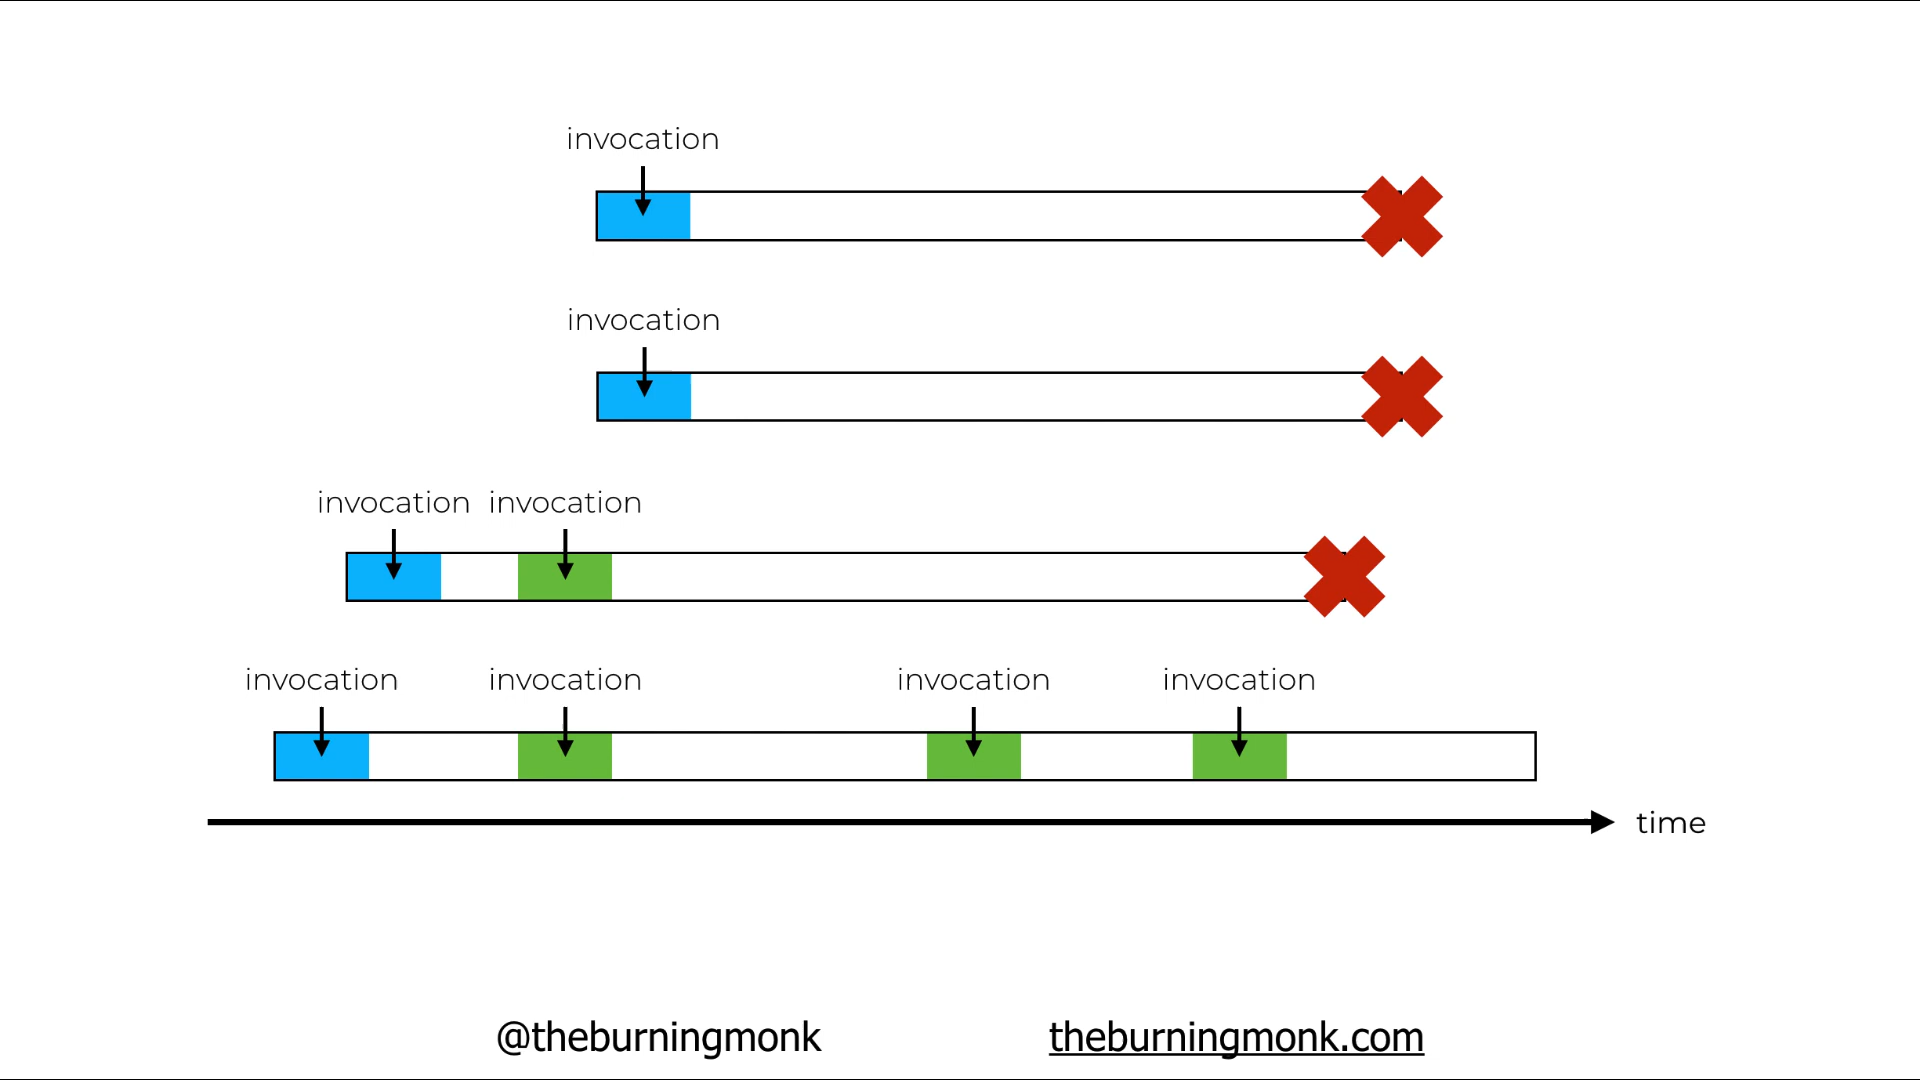 invocation
invocation
invocation invocation
invocation invocation invocation invocation
time
@theburningmonk theburningmonk.com